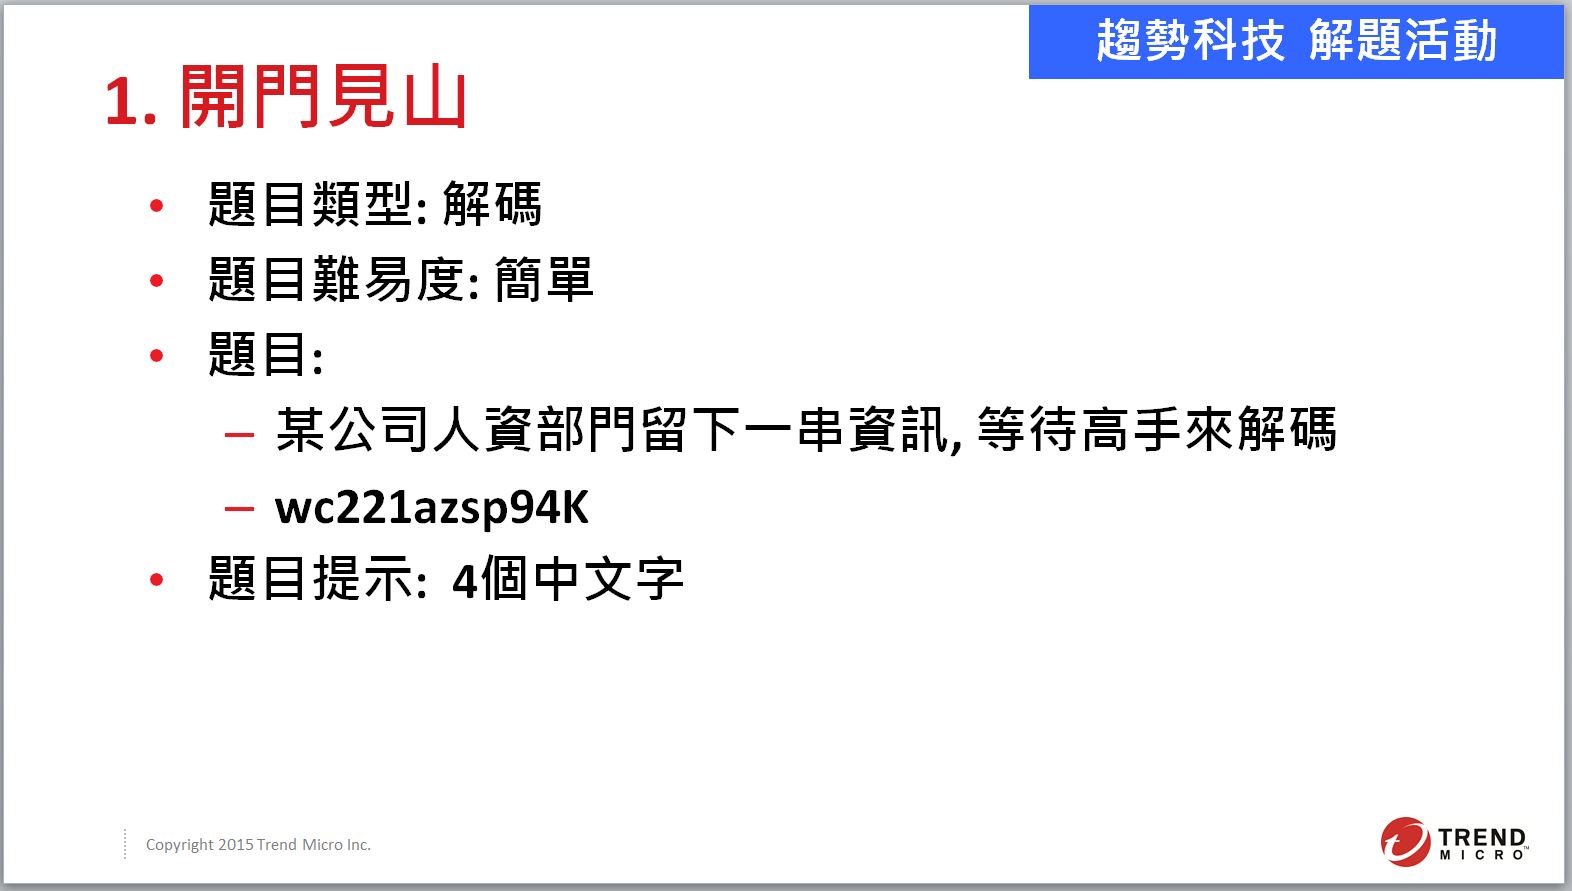 趨勢科技 解題活動
1. 開門見山
• 題目類型: 解碼
• 題目難易度: 簡單
• 題目:
– 某公司人資部門留下一串資訊, 等待高手來解碼
– wc221azsp94K
• 題目提示: 4個中文字
Copyright 2015 Trend Micro Inc.
TREND
MICRO™